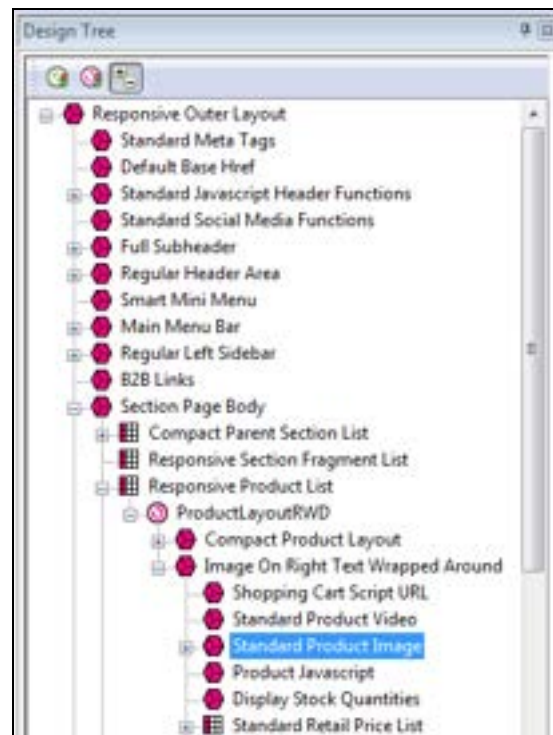 Design Tree
Responsive Outer Layout
Standard Meta Tags
Default Base Href
Standard Javascript Header Functions
Standard Social Media Functions
Full Subheader
Regular Header Area
Smart Mini Menu
Main Menu Bar
Regular Left Sidebar
B2B Links
Section Page Body
Compact Parent Section List
Responsive Section Fragment List
Responsive Product List
ProductLayoutRWD
Compact Product Layout
Image On Right Text Wrapped Around
Shopping Cart Script URL
Standard Product Video
Standard Product Image
Product Javascript
Display Stock Quantities
Standard Retail Price List